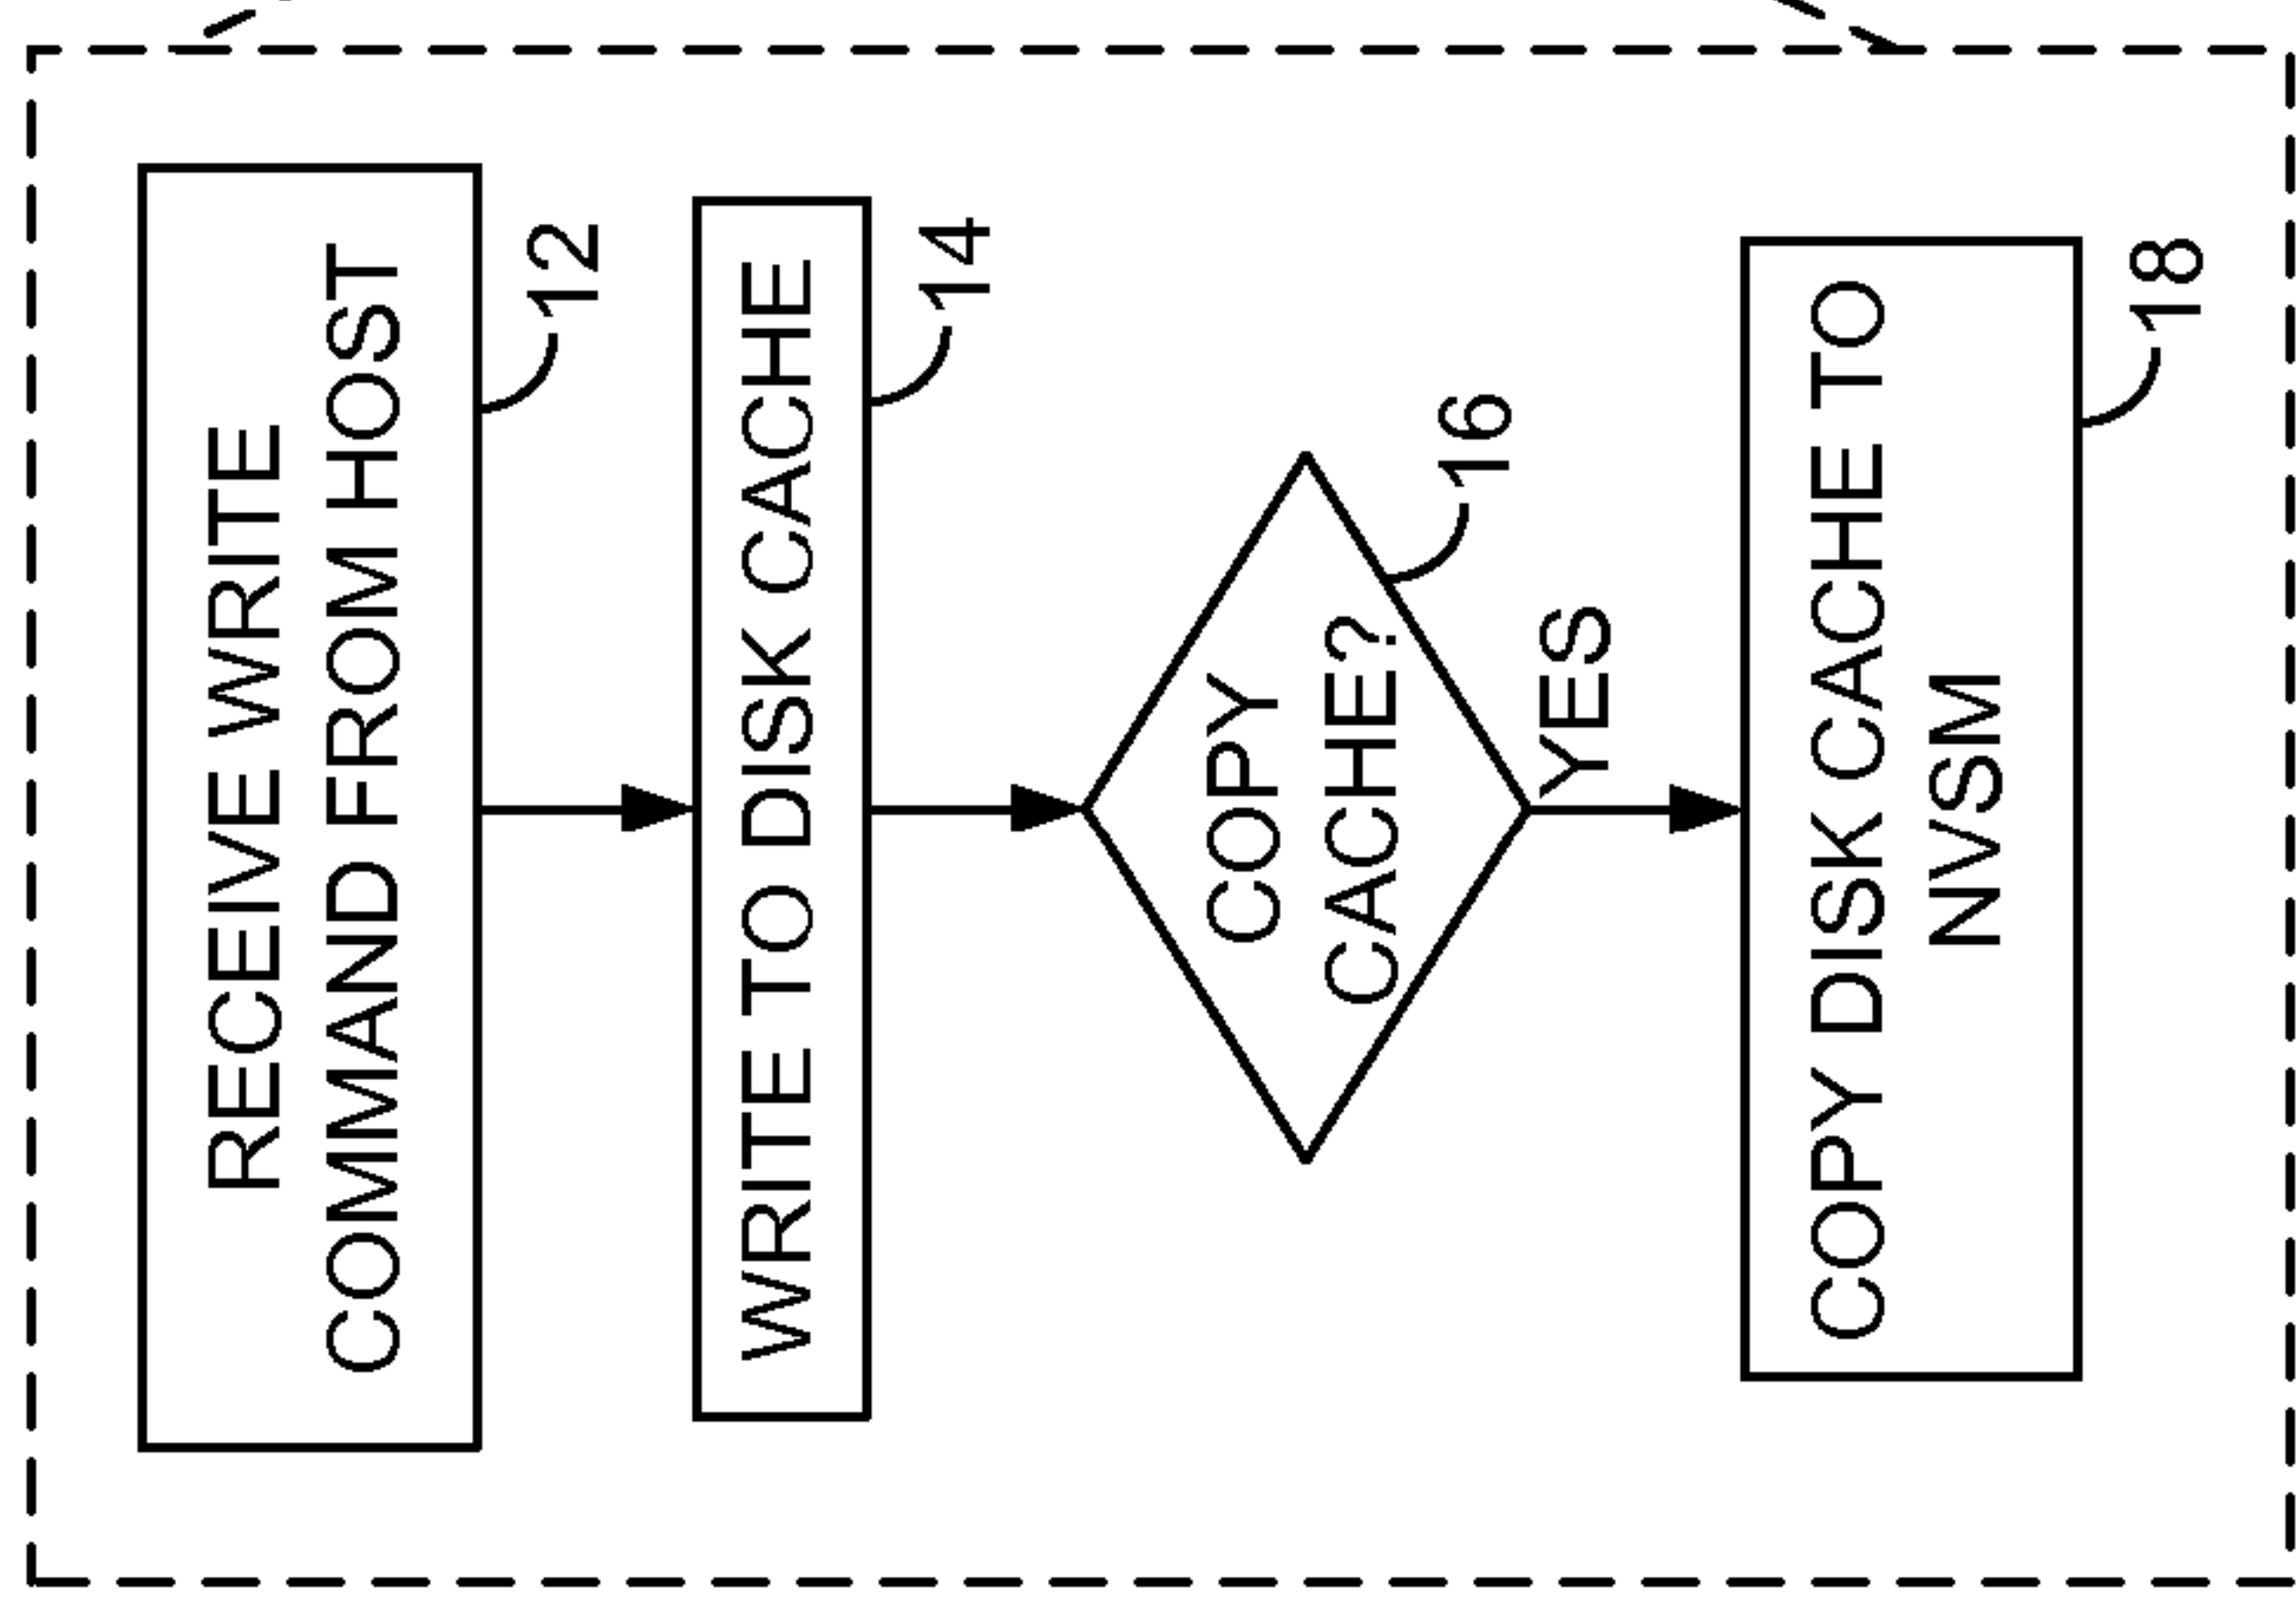 RECEIVE WRITE
COMMAND FROM HOST
12
WRITE TO DISK CACHE
14
COPY
CACHE?
16
YES
COPY DISK CACHE TO
NVSM
18